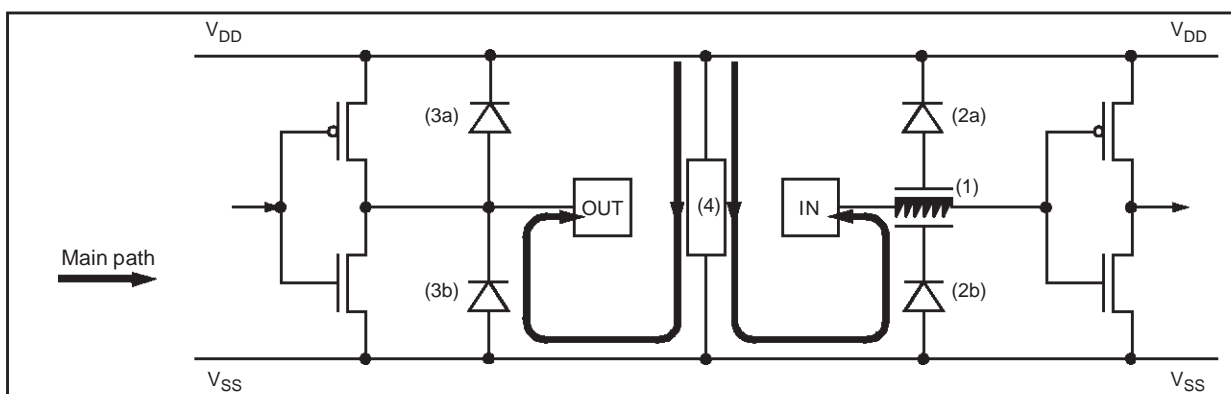 VDD VDD
(3a) (2a)
(1)
OUT (4) IN
Main path
(3b) (2b)
VSS VSS